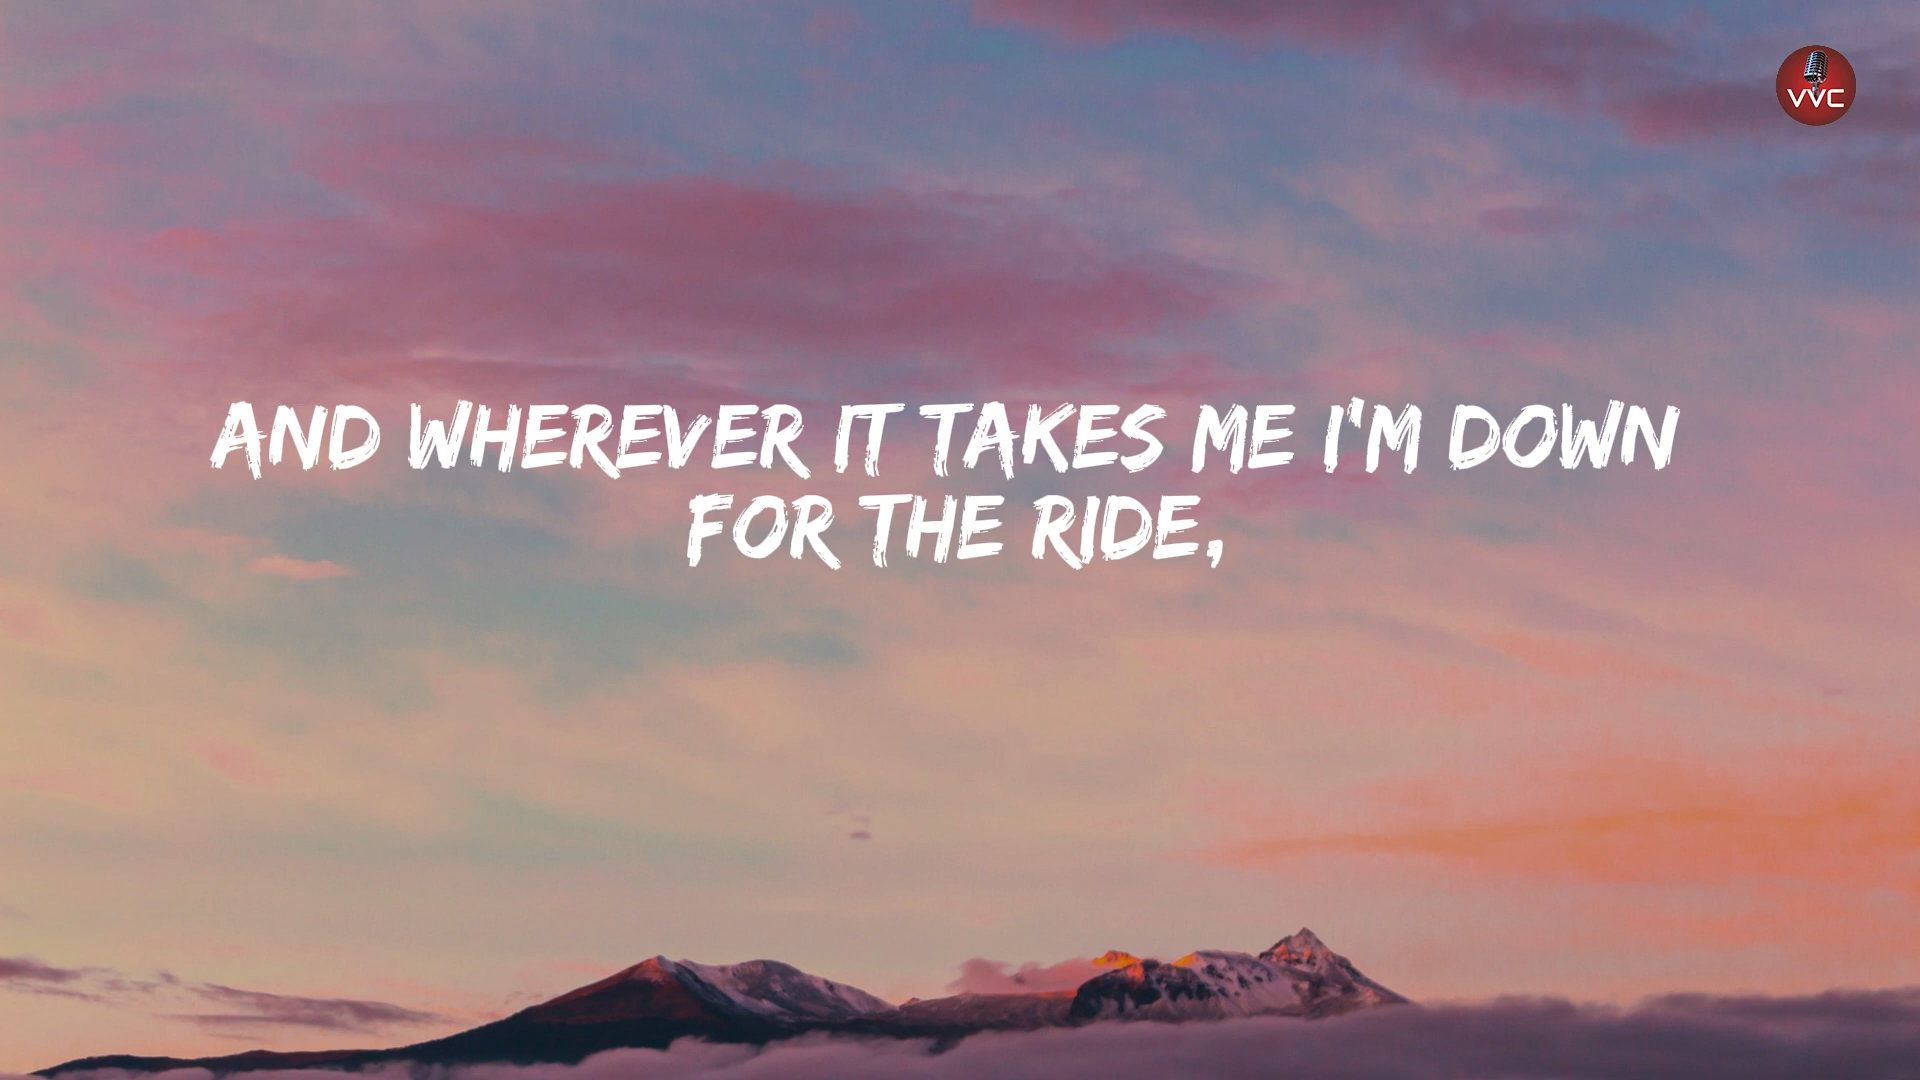 VVC
AND WHEREVER IT TAKES ME I'M DOWN
FOR THE RIDE,